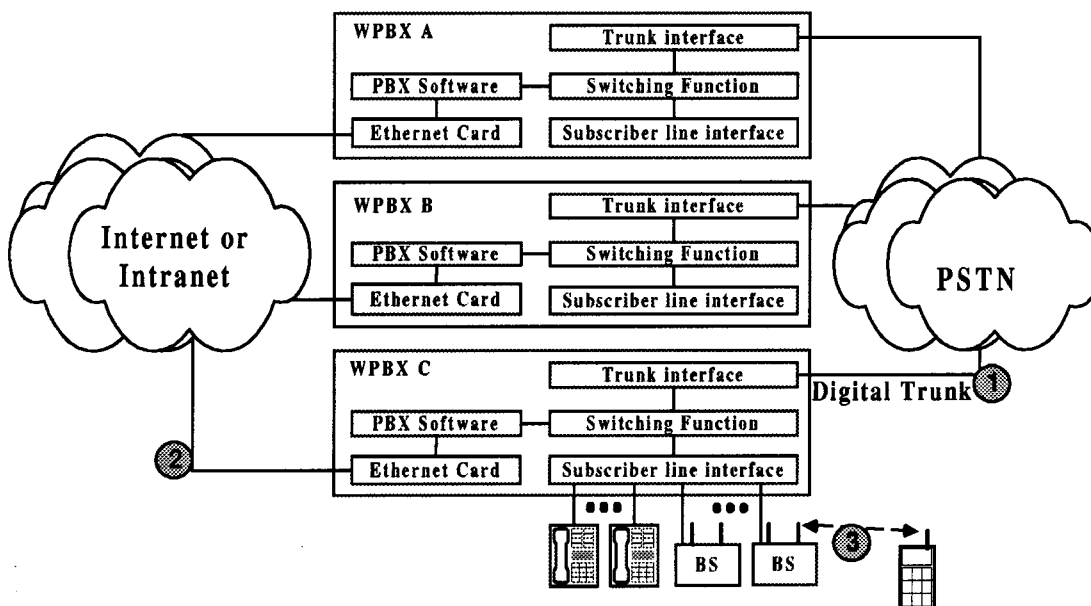 WPBX A
Trunk interface
PBX Software
Switching Function
Ethernet Card
Subscriber line interface
WPBX B
Trunk interface
PBX Software
Switching Function
Ethernet Card
Subscriber line interface
Internet or
Intranet
PSTN
WPBX C
Trunk interface
Digital Trunk
1
PBX Software
Switching Function
2
Ethernet Card
Subscriber line interface
BS
BS
3